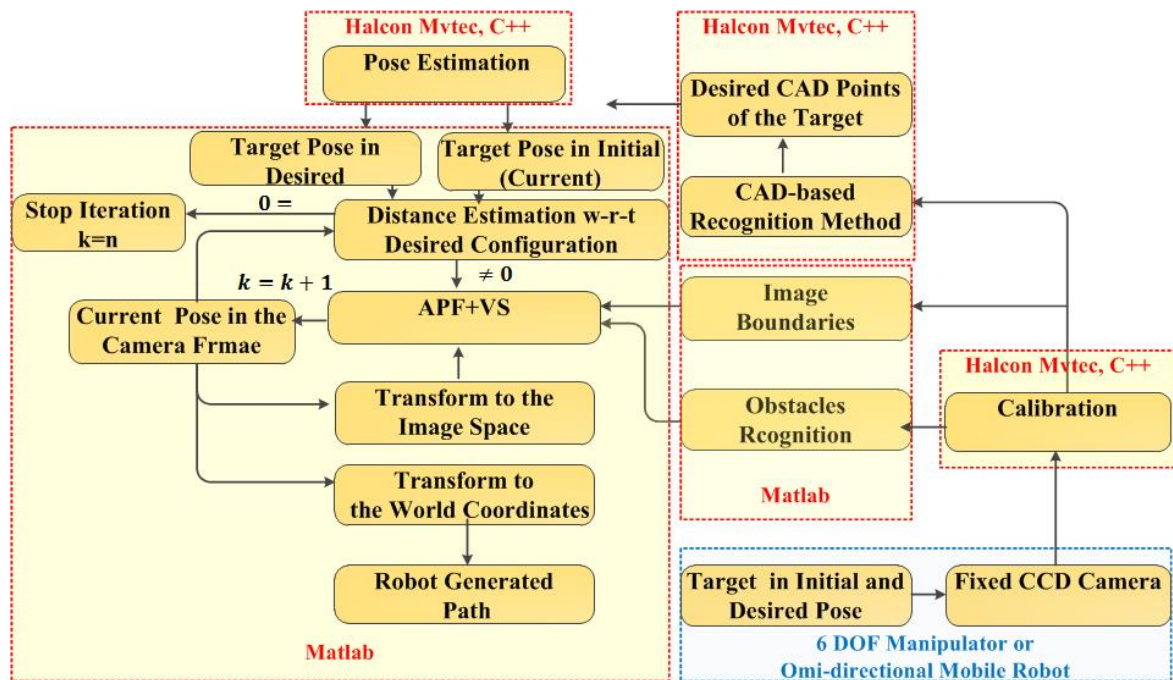 Halcon Mvtec, C++
Pose Estimation
Halcon Mvtec, C++
Desired CAD Points
of the Target
CAD-based
Recognition Method
Target Pose in
Desired
Target Pose in Initial
(Current)
0 =
Stop Iteration
k=n
Distance Estimation w-r-t
Desired Configuration
≠ 0
k = k + 1
APF+VS
Current Pose in the
Camera Frmae
Transform to the
Image Space
Transform to
the World Coordinates
Robot Generated
Path
Matlab
Image
Boundaries
Obstacles
Rcognition
Matlab
Halcon Mvtec, C++
Calibration
Target in Initial and
Desired Pose
Fixed CCD Camera
6 DOF Manipulator or
Omi-directional Mobile Robot